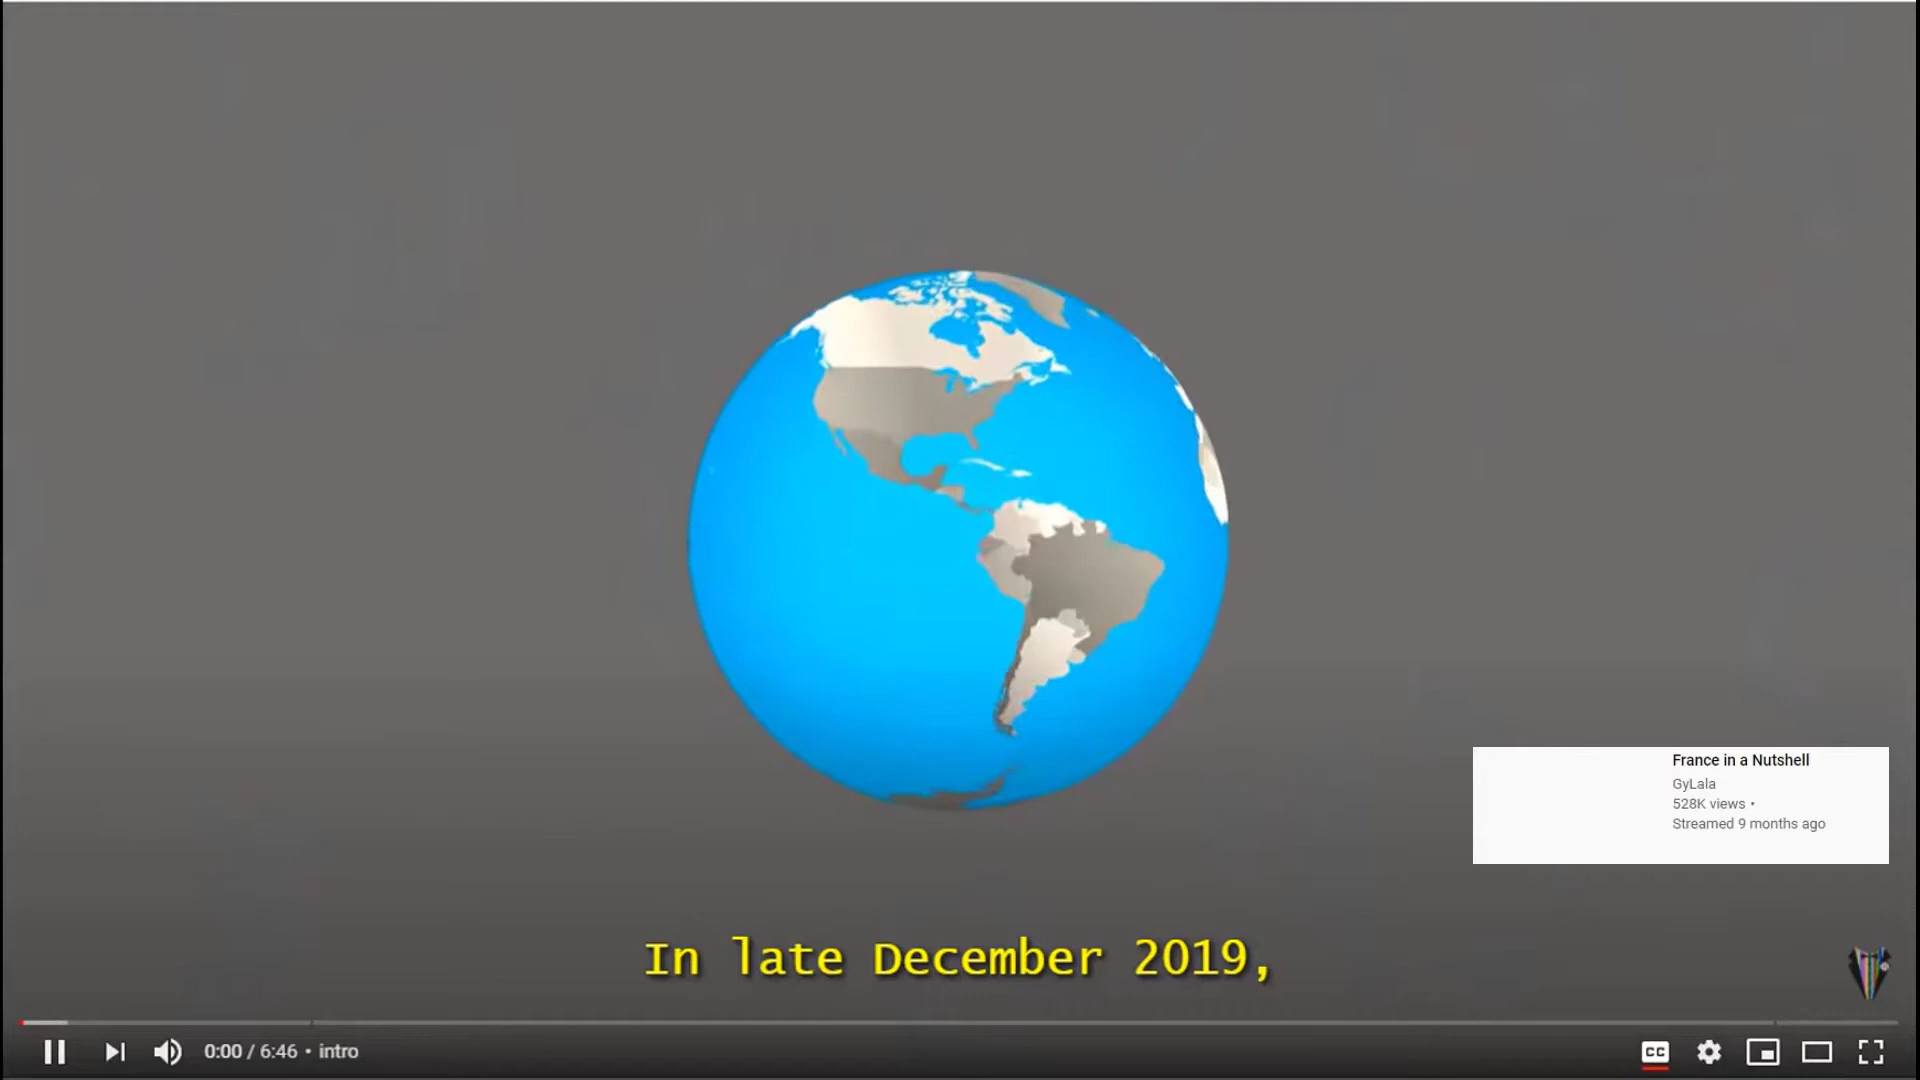 France in a Nutshell
GyLala
528K views •
Streamed 9 months ago
In late December 2019,
0:00 / 6:46 • intro
CC